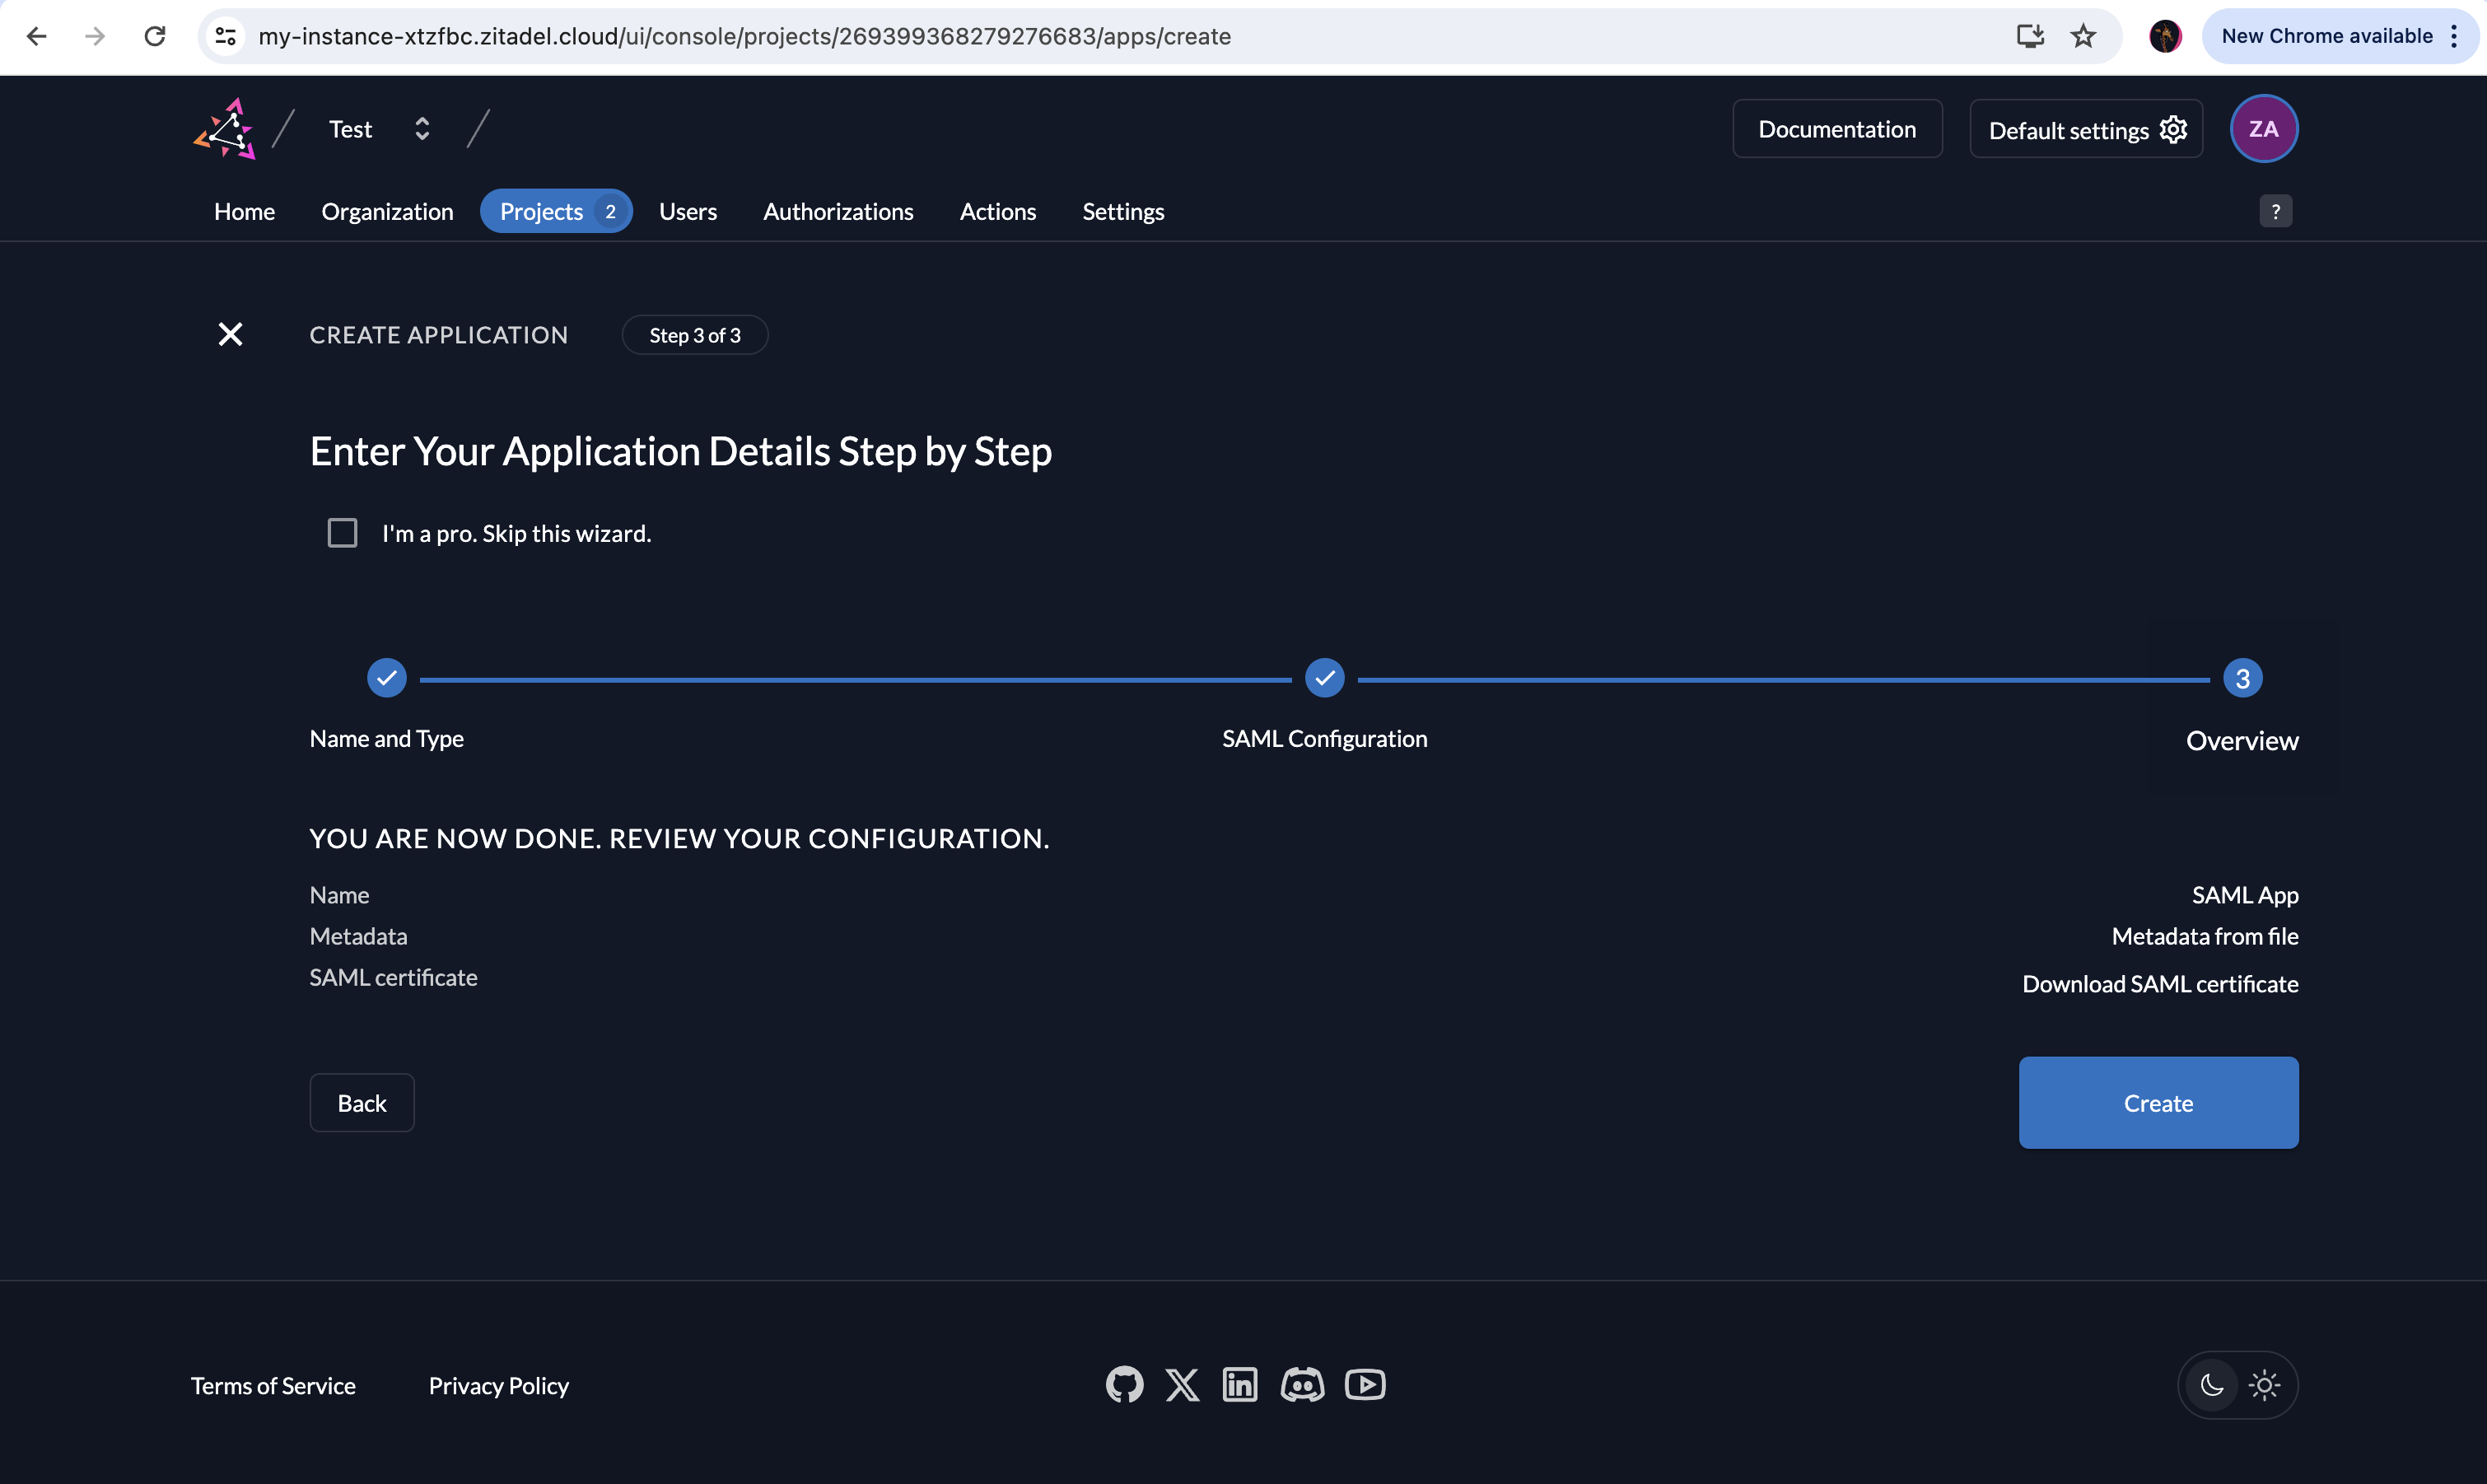 my-instance-xtzfbc.zitadel.cloud/ui/console/projects/269399368279276683/apps/create
New Chrome available
Test
Documentation
Default settings
ZA
Home
Organization
Projects 2
Users
Authorizations
Actions
Settings
?
CREATE APPLICATION
Step 3 of 3
Enter Your Application Details Step by Step
I'm a pro. Skip this wizard.
3
Name and Type
SAML Configuration
Overview
YOU ARE NOW DONE. REVIEW YOUR CONFIGURATION.
Name SAML App
Metadata Metadata from file
SAML certificate Download SAML certificate
Back
Create
Terms of Service
Privacy Policy
in